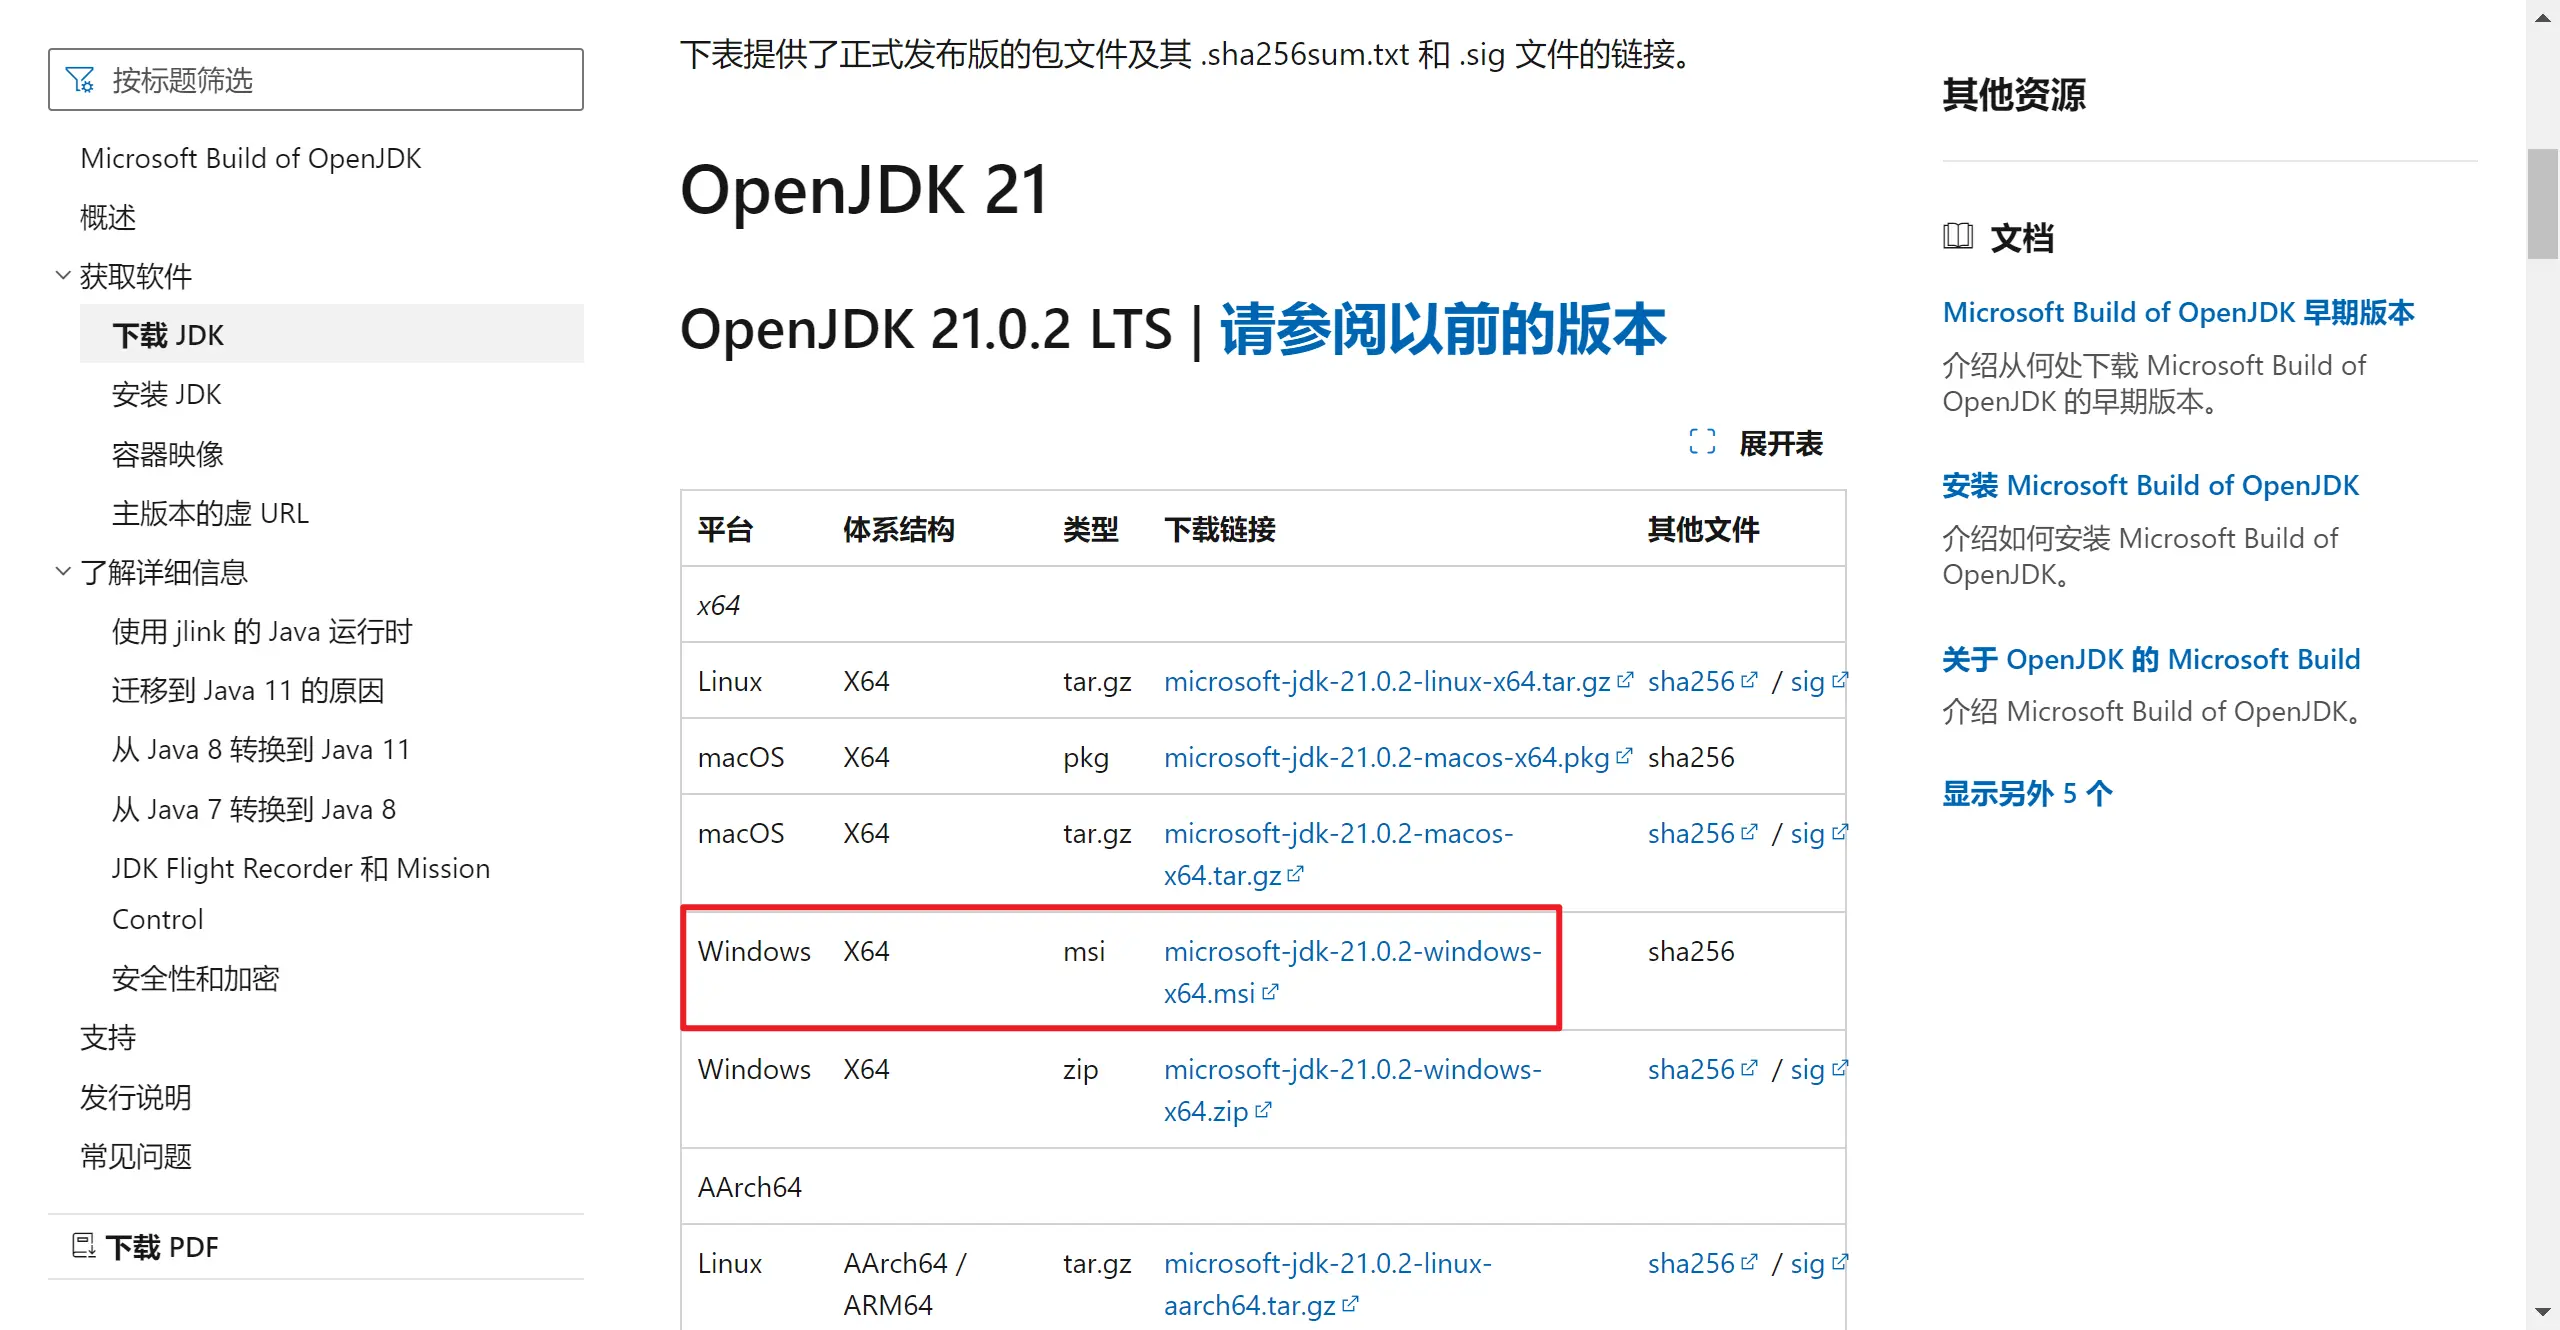 按标题筛选
Microsoft Build of OpenJDK
概述
获取软件
下载 JDK
安装 JDK
容器映像
主版本的虚 URL
了解详细信息
使用 jlink 的 Java 运行时
迁移到 Java 11 的原因
从 Java 8 转换到 Java 11
从 Java 7 转换到 Java 8
JDK Flight Recorder 和 Mission
Control
安全性和加密
支持
发行说明
常见问题
下载 PDF
下表提供了正式发布版的包文件及其 .sha256sum.txt 和 .sig 文件的链接。
OpenJDK 21
OpenJDK 21.0.2 LTS | 请参阅以前的版本
展开表
平台 体系结构 类型 下载链接 其他文件
x64
Linux X64 tar.gz microsoft-jdk-21.0.2-linux-x64.tar.gz sha256 / sig
macOS X64 pkg microsoft-jdk-21.0.2-macos-x64.pkg sha256
macOS X64 tar.gz microsoft-jdk-21.0.2-macos- sha256 / sig
x64.tar.gz
Windows X64 msi microsoft-jdk-21.0.2-windows- sha256
x64.msi
Windows X64 zip microsoft-jdk-21.0.2-windows- sha256 / sig
x64.zip
AArch64
Linux AArch64 / tar.gz microsoft-jdk-21.0.2-linux- sha256 / sig
ARM64 aarch64.tar.gz
其他资源
文档
Microsoft Build of OpenJDK 早期版本
介绍从何处下载 Microsoft Build of
OpenJDK 的早期版本。
安装 Microsoft Build of OpenJDK
介绍如何安装 Microsoft Build of
OpenJDK。
关于 OpenJDK 的 Microsoft Build
介绍 Microsoft Build of OpenJDK。
显示另外 5 个